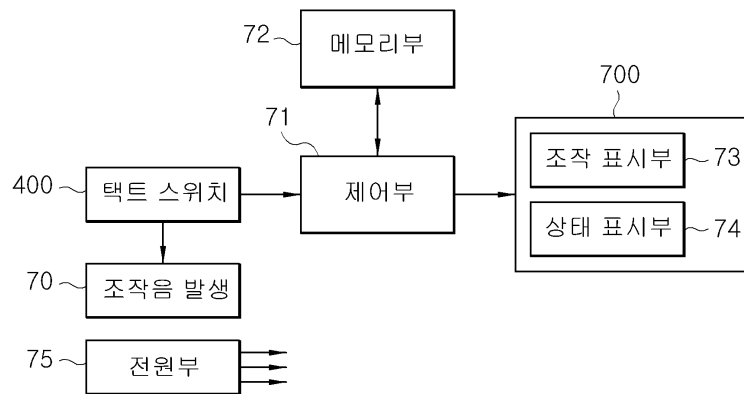 72
메모리부
700
71
조작 표시부
73
400
택트 스위치
제어부
상태 표시부
74
70
조작음 발생
75
전원부